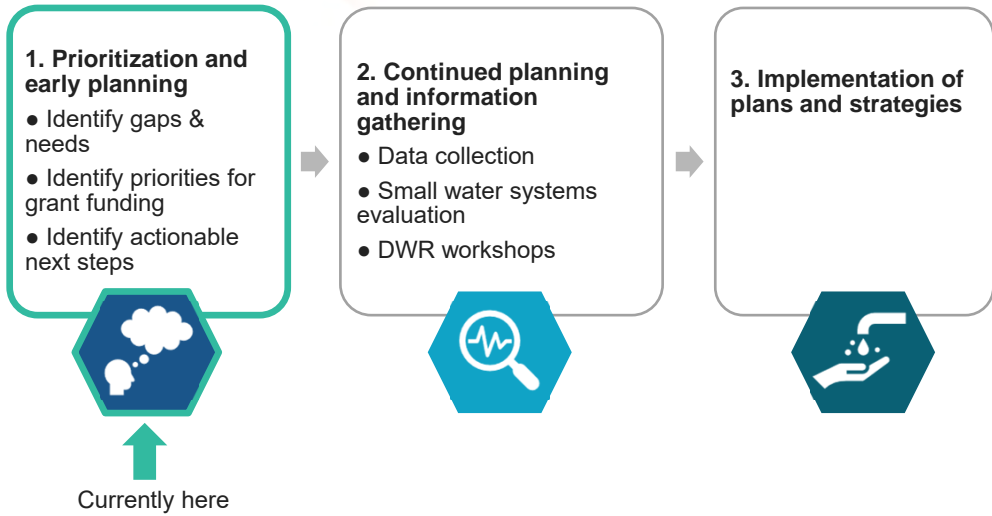 1. Prioritization and
early planning
● Identify gaps &
needs
● Identify priorities for
grant funding
● Identify actionable
next steps
2. Continued planning
and information
gathering
● Data collection
● Small water systems
evaluation
● DWR workshops
3. Implementation of
plans and strategies
Currently here